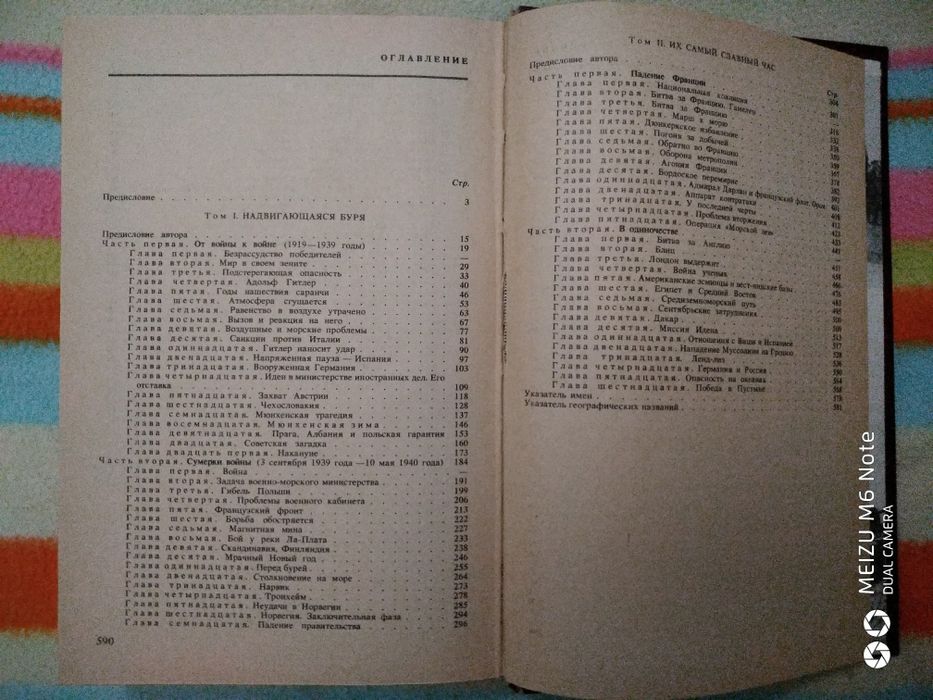 ОГЛАВЛЕНИЕ
Стр.
Предисловие 3
Том I. НАДВИГАЮЩАЯСЯ БУРЯ
Предисловие автора 15
Часть первая. От войны к войне (1919—1939 годы) 19
Глава первая. Безрассудство победителей —
Глава вторая. Мир в своем зените 29
Глава третья. Подстерегающая опасность 33
Глава четвертая. Адольф Гитлер 40
Глава пятая. Годы нашествия саранчи 46
Глава шестая. Атмосфера сгущается 53
Глава седьмая. Равенство в воздухе утрачено 63
Глава восьмая. Вызов и реакция на него 67
Глава девятая. Воздушные и морские проблемы 77
Глава десятая. Санкции против Италии 81
Глава одиннадцатая. Гитлер наносит удар 90
Глава двенадцатая. Напряженная пауза — Испания 97
Глава тринадцатая. Вооруженная Германия 103
Глава четырнадцатая. Иден в министерстве иностранных дел. Его
отставка 109
Глава пятнадцатая. Захват Австрии 118
Глава шестнадцатая. Чехословакия 128
Глава семнадцатая. Мюнхенская трагедия 137
Глава восемнадцатая. Мюнхенская зима 146
Глава девятнадцатая. Прага, Албания и польская гарантия 153
Глава двадцатая. Советская загадка 160
Глава двадцать первая. Накануне 173
Часть вторая. Сумерки войны (3 сентября 1939 года —10 мая 1940 года) 184
Глава первая. Война —
Глава вторая. Задача военно-морского министерства 191
Глава третья. Гибель Польши 199
Глава четвертая. Проблемы военного кабинета 206
Глава пятая. Французский фронт 213
Глава шестая. Борьба обостряется 222
Глава седьмая. Магнитная мина 227
Глава восьмая. Бой у реки Ла-Плата 233
Глава девятая. Скандинавия, Финляндия 238
Глава десятая. Мрачный Новый год 246
Глава одиннадцатая. Перед бурей 255
Глава двенадцатая. Столкновение на море 264
Глава тринадцатая. Нарвик 273
Глава четырнадцатая. Тронхейм 278
Глава пятнадцатая. Неудачи в Норвегии 285
Глава шестнадцатая. Норвегия. Заключительная фаза 294
Глава семнадцатая. Падение правительства 296
590
Том II. ИХ САМЫЙ СЛАВНЫЙ ЧАС
Стр.
Предисловие автора 304
Часть первая. Падение Франции
Глава первая. Национальная коалиция
Глава вторая. Битва за Францию. Гамелен
Глава третья. Битва за Францию
Глава четвертая. Марш к морю
Глава пятая. Дюнкеркское избавление
Глава шестая. Погоня за добычей
Глава седьмая. Обратно во Францию
Глава восьмая. Оборона метрополии
Глава девятая. Агония Франции
Глава десятая. Бордоское перемирие
Глава одиннадцатая. Адмирал Дарлан и французский флот. Оран
Глава двенадцатая. Аппарат контратаки
Глава тринадцатая. У последней черты
Глава четырнадцатая. Проблема вторжения
Глава пятнадцатая. Операция «Морской лев»
Часть вторая. В одиночестве
Глава первая. Битва за Англию
Глава вторая. Блиц
Глава третья. Лондон выдержит
Глава четвертая. Война ученых
Глава пятая. Американские эсминцы и вест-индские базы
Глава шестая. Египет и Средний Восток
Глава седьмая. Средиземноморский путь
Глава восьмая. Сентябрьские затруднения
Глава девятая. Дакар
Глава десятая. Миссия Идена
Глава одиннадцатая. Отношения с Виши и Испанией
Глава двенадцатая. Нападение Муссолини на Грецию
Глава тринадцатая. Ленд-лиз
Глава четырнадцатая. Германия и Россия
Глава пятнадцатая. Опасность на океанах
Глава шестнадцатая. Победа в Пустыне
Указатель имен
Указатель географических названий 581
MEIZU M6 Note
DUAL CAMERA